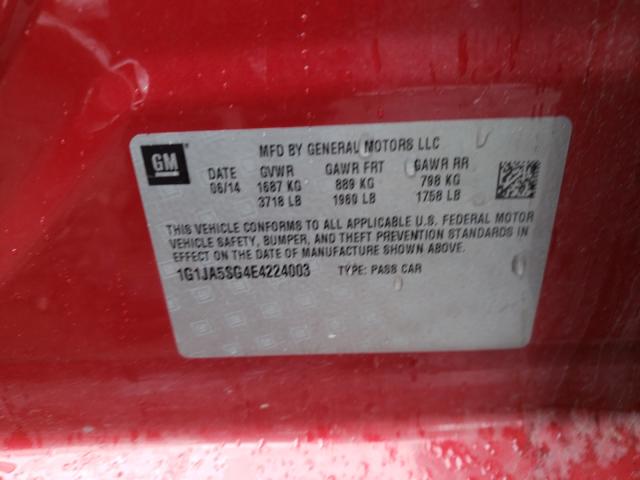 GM
MFD BY GENERAL MOTORS LLC
DATE GVWR GAWR FRT GAWR RR
06/14 1687 KG 889 KG 798 KG
3718 LB 1960 LB 1758 LB
THIS VEHICLE CONFORMS TO ALL APPLICABLE U.S. FEDERAL MOTOR
VEHICLE SAFETY, BUMPER, AND THEFT PREVENTION STANDARDS IN
EFFECT ON THE DATE OF MANUFACTURE SHOWN ABOVE.
1G1JA5SG4E4224003 TYPE: PASS CAR